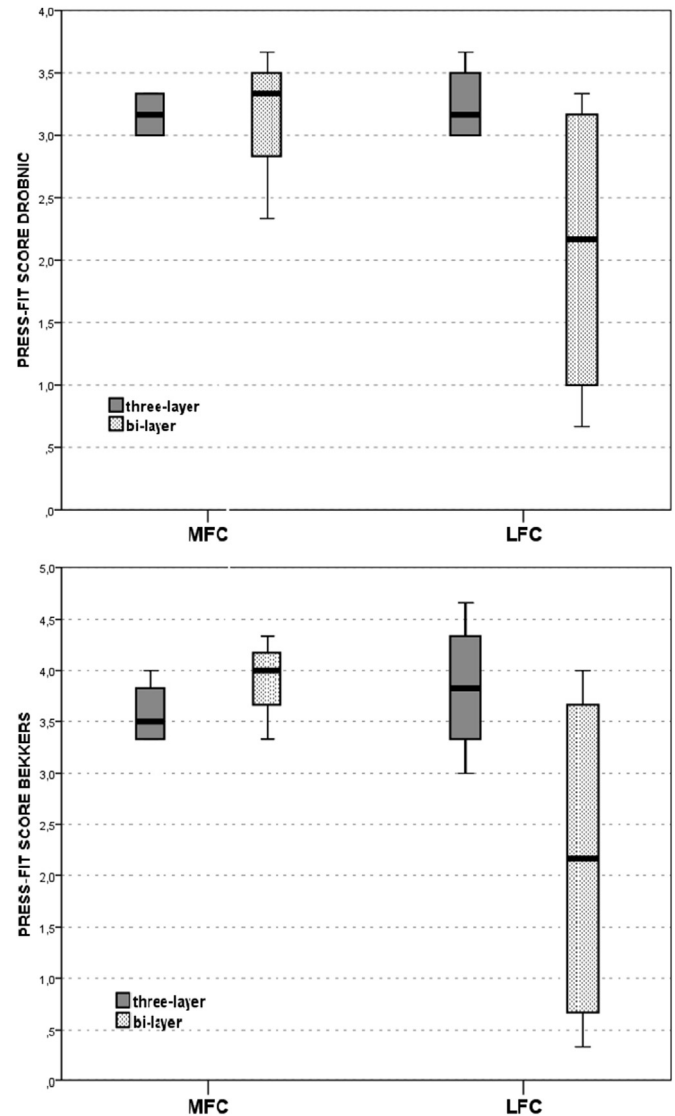 4,0
3,5
3,0
2,5
2,0
1,5
1,0
,5
,0
PRESS-FIT SCORE DROBNIC
three-layer
bi-layer
MFC LFC
5,0
4,5
4,0
3,5
3,0
2,5
2,0
1,5
1,0
,5
,0
PRESS-FIT SCORE BEKKERS
three-layer
bi-layer
MFC LFC